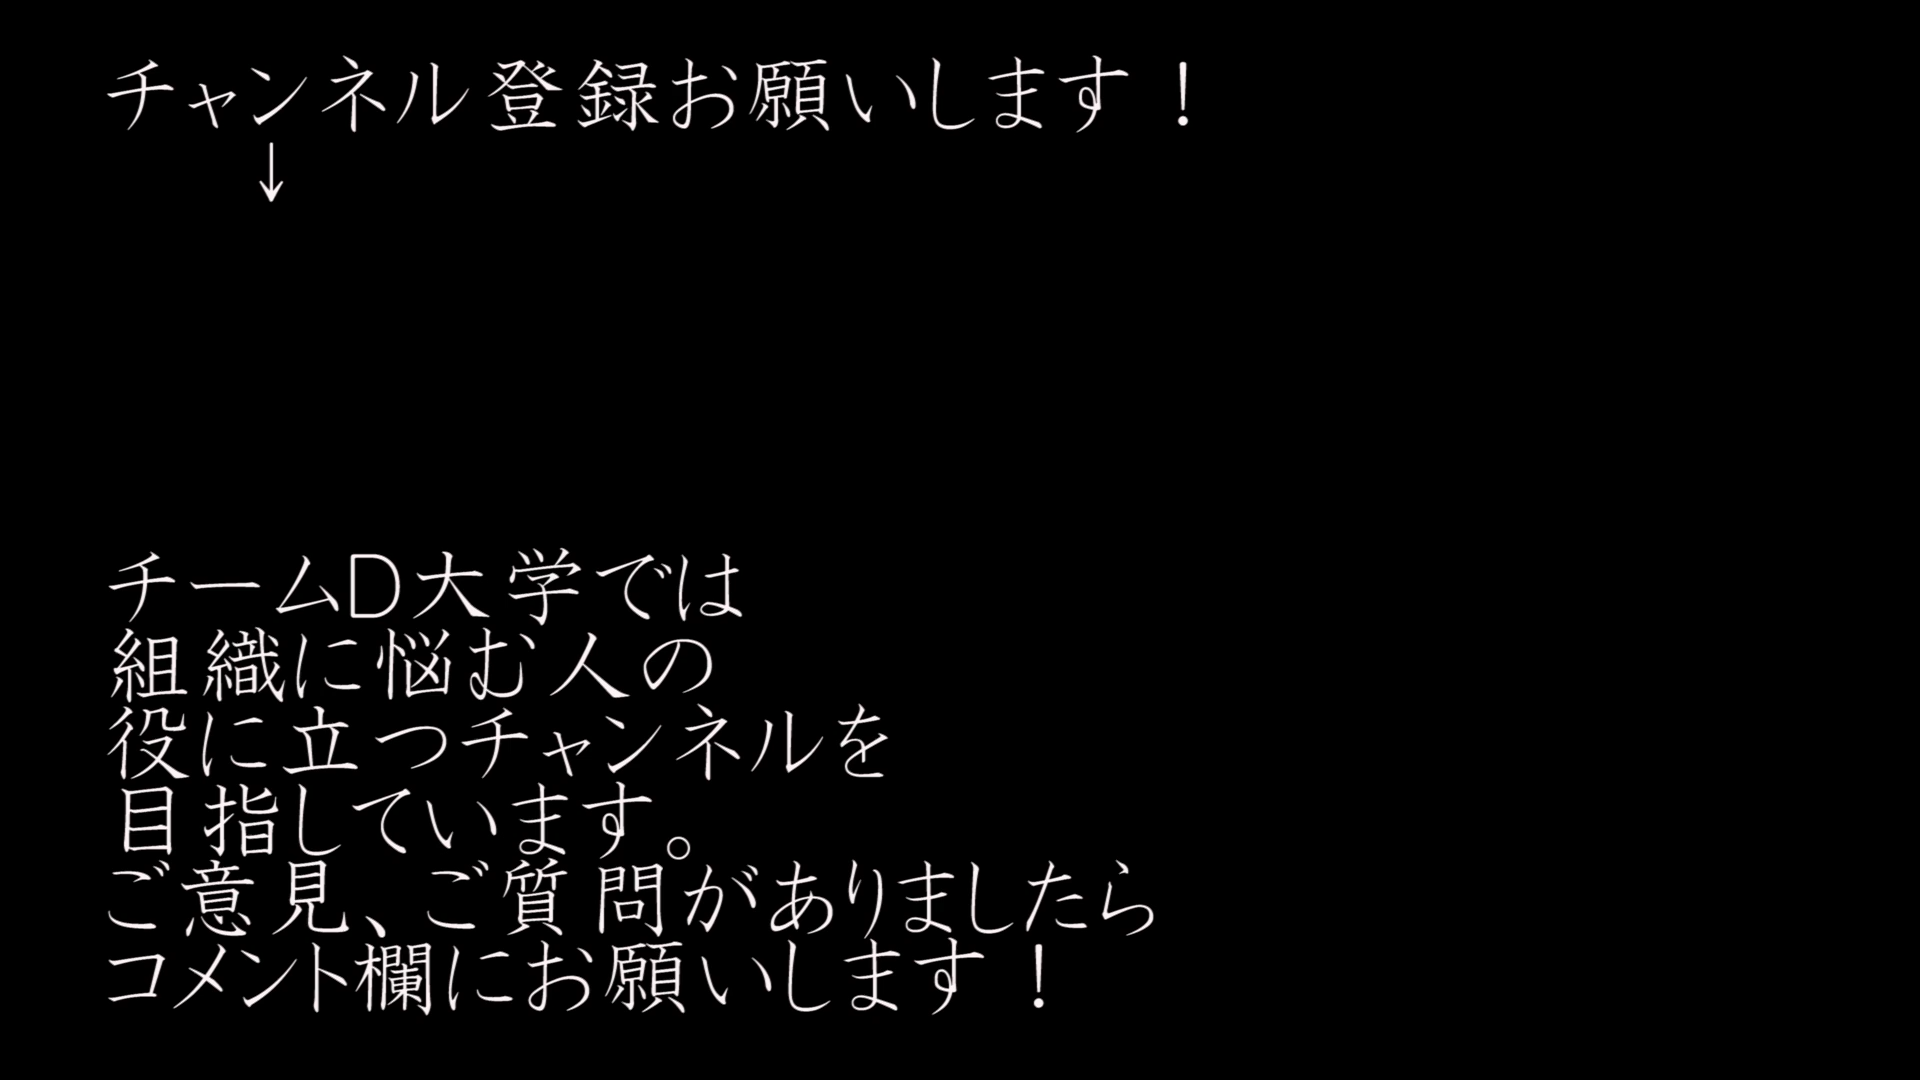 チャンネル登録お願いします！
↓
チームD大学では
組織に悩む人の
役に立つチャンネルを
目指しています。
ご意見、ご質問がありましたら
コメント欄にお願いします！